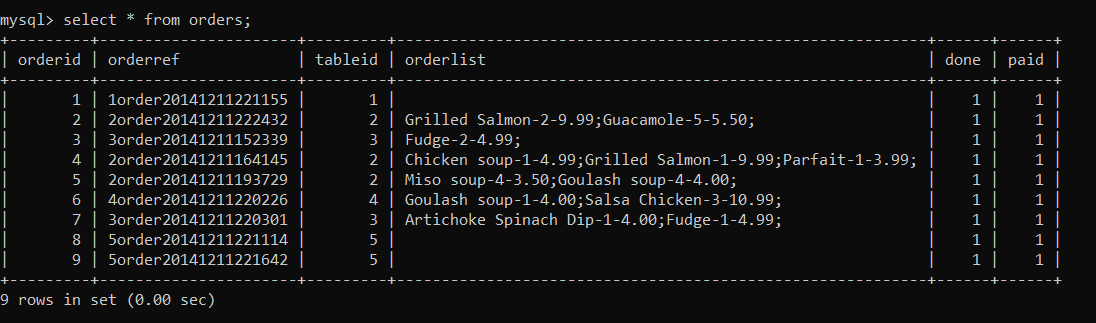 mysql> select * from orders;
+---------+--------------------+---------+----------------------------------------------------+------+------+
| orderid | orderref           | tableid | orderlist                                          | done | paid |
+---------+--------------------+---------+----------------------------------------------------+------+------+
|       1 | 1order20141211221155 |       1 |                                                    |    1 |    1 |
|       2 | 2order20141211222432 |       2 | Grilled Salmon-2-9.99;Guacamole-5-5.50;            |    1 |    1 |
|       3 | 3order20141211152339 |       3 | Fudge-2-4.99;                                      |    1 |    1 |
|       4 | 2order20141211164145 |       2 | Chicken soup-1-4.99;Grilled Salmon-1-9.99;Parfait-1-3.99; |    1 |    1 |
|       5 | 2order20141211193729 |       2 | Miso soup-4-3.50;Goulash soup-4-4.00;              |    1 |    1 |
|       6 | 4order20141211220226 |       4 | Goulash soup-1-4.00;Salsa Chicken-3-10.99;         |    1 |    1 |
|       7 | 3order20141211220301 |       3 | Artichoke Spinach Dip-1-4.00;Fudge-1-4.99;         |    1 |    1 |
|       8 | 5order20141211221114 |       5 |                                                    |    1 |    1 |
|       9 | 5order20141211221642 |       5 |                                                    |    1 |    1 |
+---------+--------------------+---------+----------------------------------------------------+------+------+
9 rows in set (0.00 sec)